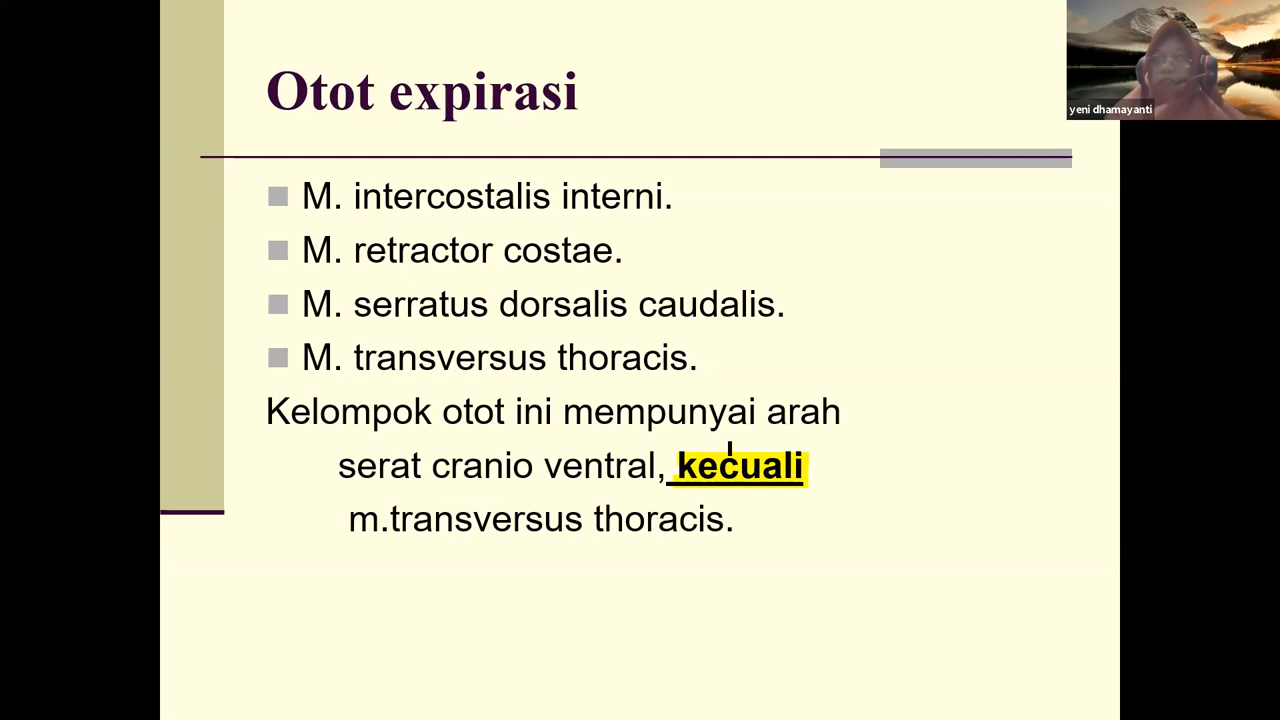 Otot expirasi
yeni dhamayanti
M. intercostalis interni.
M. retractor costae.
M. serratus dorsalis caudalis.
M. transversus thoracis.
Kelompok otot ini mempunyai arah
serat cranio ventral, kecuali
m.transversus thoracis.